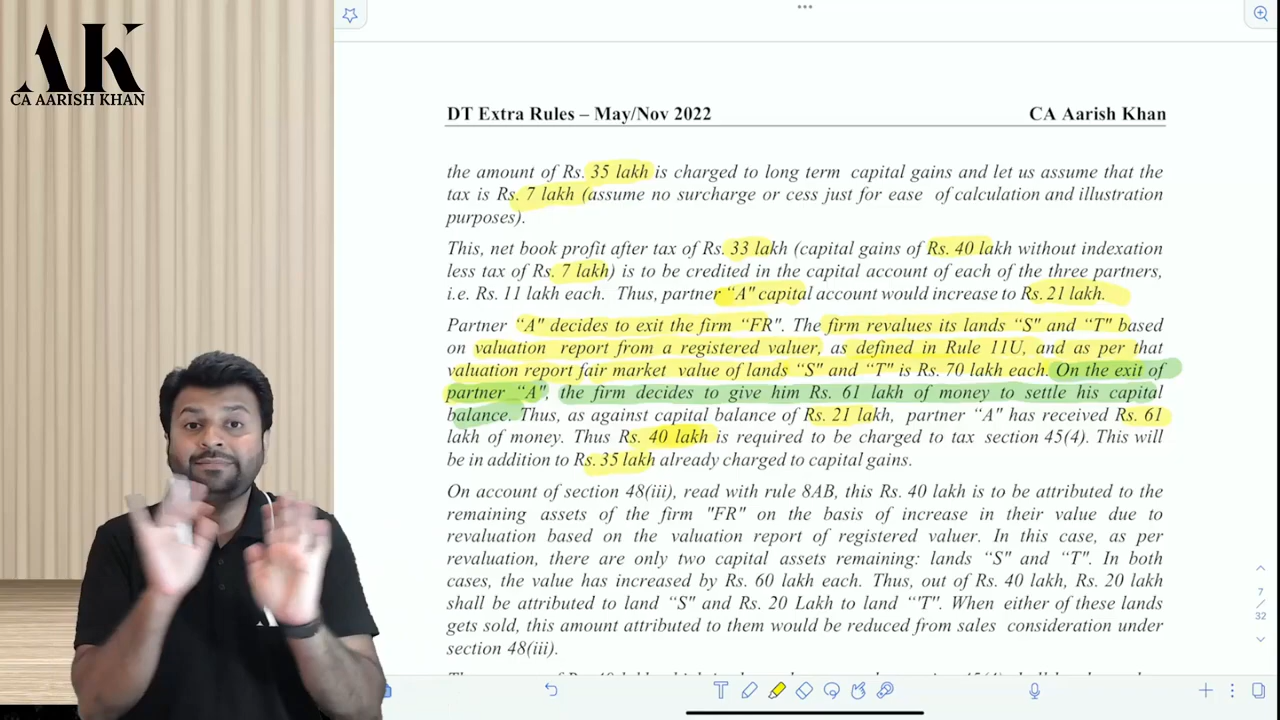 AK
CA AARISH KHAN
DT Extra Rules – May/Nov 2022 CA Aarish Khan
the amount of Rs. 35 lakh is charged to long term capital gains and let us assume that the
tax is Rs. 7 lakh (assume no surcharge or cess just for ease of calculation and illustration
purposes).
This, net book profit after tax of Rs. 33 lakh (capital gains of Rs. 40 lakh without indexation
less tax of Rs. 7 lakh) is to be credited in the capital account of each of the three partners,
i.e. Rs. 11 lakh each. Thus, partner “A” capital account would increase to Rs. 21 lakh.
Partner “A” decides to exit the firm “FR”. The firm revalues its lands “S” and “T” based
on valuation report from a registered valuer, as defined in Rule 11U, and as per that
valuation report fair market value of lands “S” and “T” is Rs. 70 lakh each. On the exit of
partner “A”, the firm decides to give him Rs. 61 lakh of money to settle his capital
balance. Thus, as against capital balance of Rs. 21 lakh, partner “A” has received Rs. 61
lakh of money. Thus Rs. 40 lakh is required to be charged to tax section 45(4). This will
be in addition to Rs. 35 lakh already charged to capital gains.
On account of section 48(iii), read with rule 8AB, this Rs. 40 lakh is to be attributed to the
remaining assets of the firm "FR" on the basis of increase in their value due to
revaluation based on the valuation report of registered valuer. In this case, as per
revaluation, there are only two capital assets remaining: lands “S” and “T”. In both
cases, the value has increased by Rs. 60 lakh each. Thus, out of Rs. 40 lakh, Rs. 20 lakh
shall be attributed to land “S” and Rs. 20 Lakh to land “'T”. When either of these lands
gets sold, this amount attributed to them would be reduced from sales consideration under
section 48(iii).
7
/
32